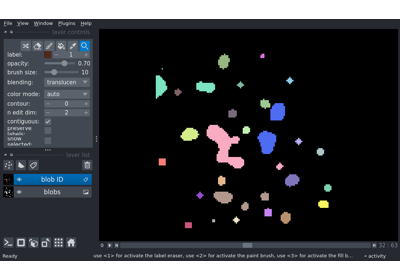 File View Window Plugins Help
layer controls
label: 1
opacity: 0.70
brush size: 10
blending: translucen
color mode: auto
contour: 0
n edit dim: 2
contiguous:
preserve
labels:
show
selected:
layer list
blob ID
blobs
32 63
Ready use <1> for activate the label eraser, use <2> for activate the paint brush, use <3> for activate the fill b... activity